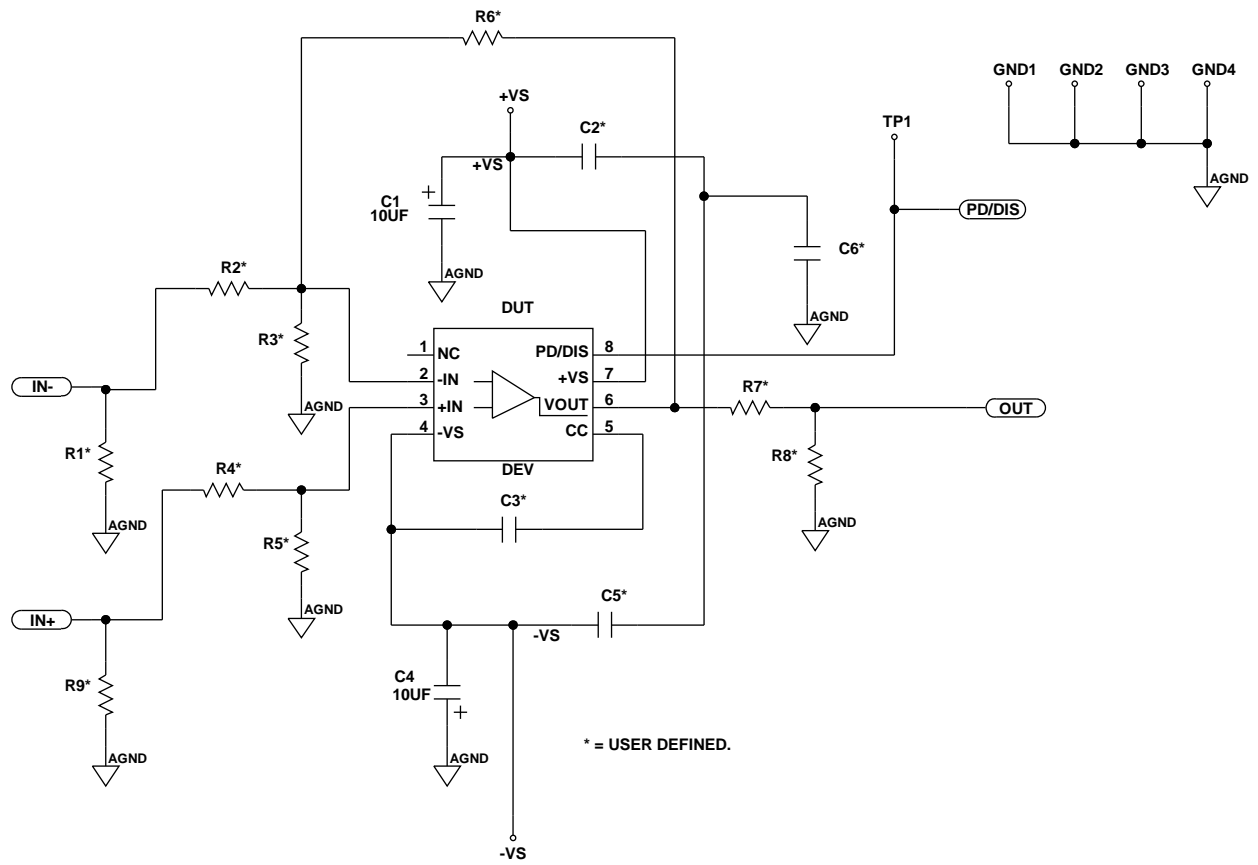 R6*
GND1 GND2 GND3 GND4
+VS
TP1
C2*
+VS
AGND
C1
10UF
PD/DIS
C6*
R2*
AGND
DUT
AGND
R3*
1 NC PD/DIS 8
2 -IN +VS 7
3 +IN VOUT 6
4 -VS CC 5
IN-
R7*
OUT
AGND
R1*
R4*
DEV
R8*
C3*
AGND
AGND
R5*
C5*
IN+
AGND
-VS
R9*
C4
10UF
* = USER DEFINED.
AGND
AGND
-VS